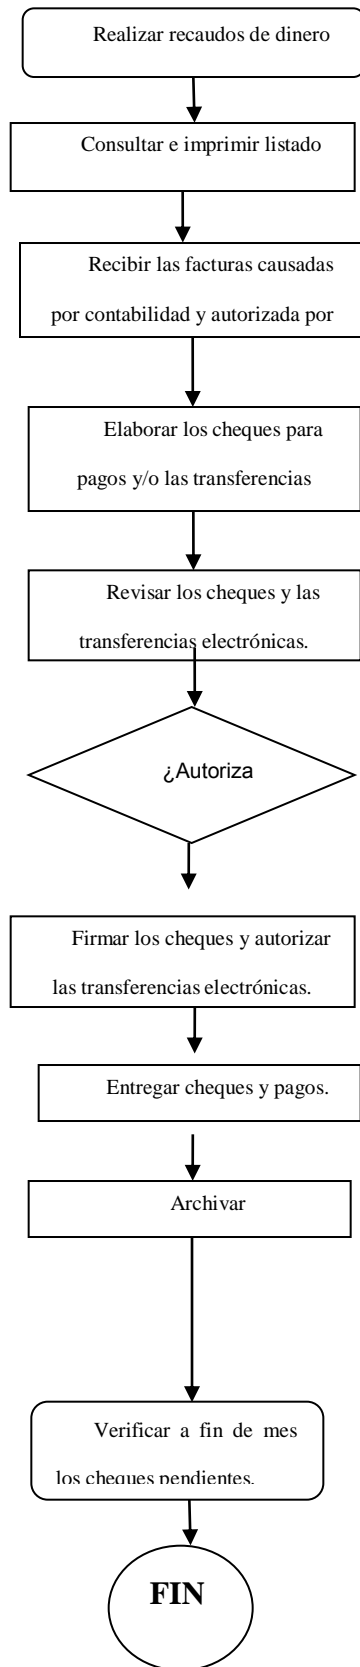 Realizar recaudos de dinero
Consultar e imprimir listado
Recibir las facturas causadas
por contabilidad y autorizada por
Elaborar los cheques para
pagos y/o las transferencias
Revisar los cheques y las
transferencias electrónicas.
¿Autoriza
Firmar los cheques y autorizar
las transferencias electrónicas.
Entregar cheques y pagos.
Archivar
Verificar a fin de mes
los cheques pendientes.
FIN